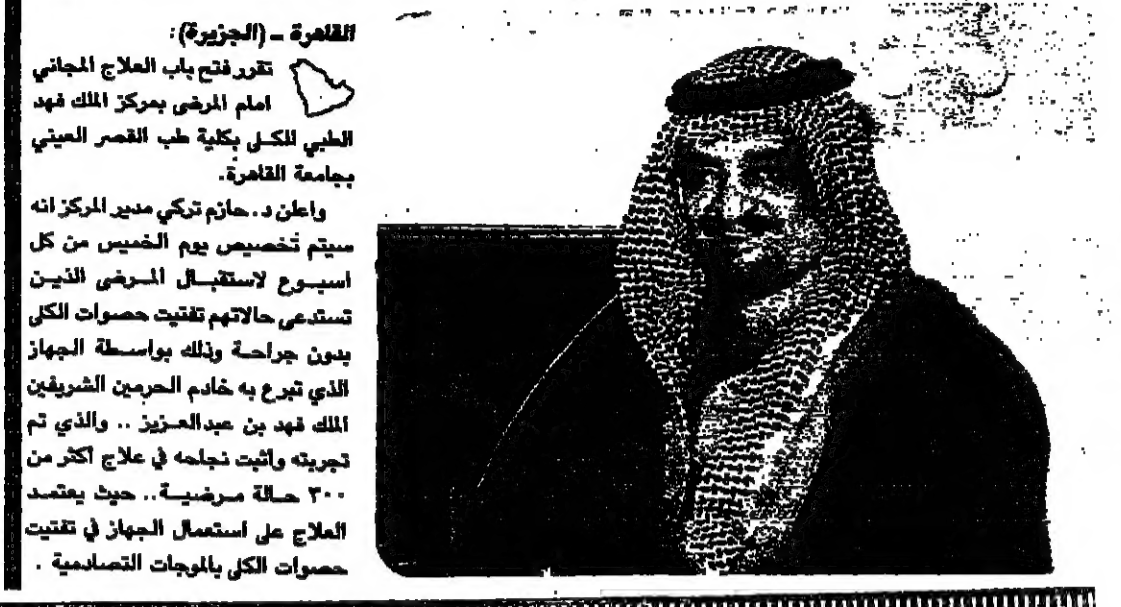 القاهرة ــ (الجزيرة):
تقرر فتح باب العلاج المجاني
امام المرضى بمركز الملك فهد
الطبي للكلى بكلية طب القصر العيني
بجامعة القاهرة.
واعلن د. حازم تركي مدير المركز انه
سيتم تخصيص يوم الخميس من كل
اسبوع لاستقبال المرضى الذين
تستدعى حالاتهم تفتيت حصوات الكلى
بدون جراحة وذلك بواسطة الجهاز
الذي تبرع به خادم الحرمين الشريفين
الملك فهد بن عبدالعزيز .. والذي تم
تجربته واثبت نجاحه في علاج اكثر من
٣٠٠ حالة مرضية.. حيث يعتمد
العلاج على استعمال الجهاز في تفتيت
حصوات الكلى بالموجات التصادمية .